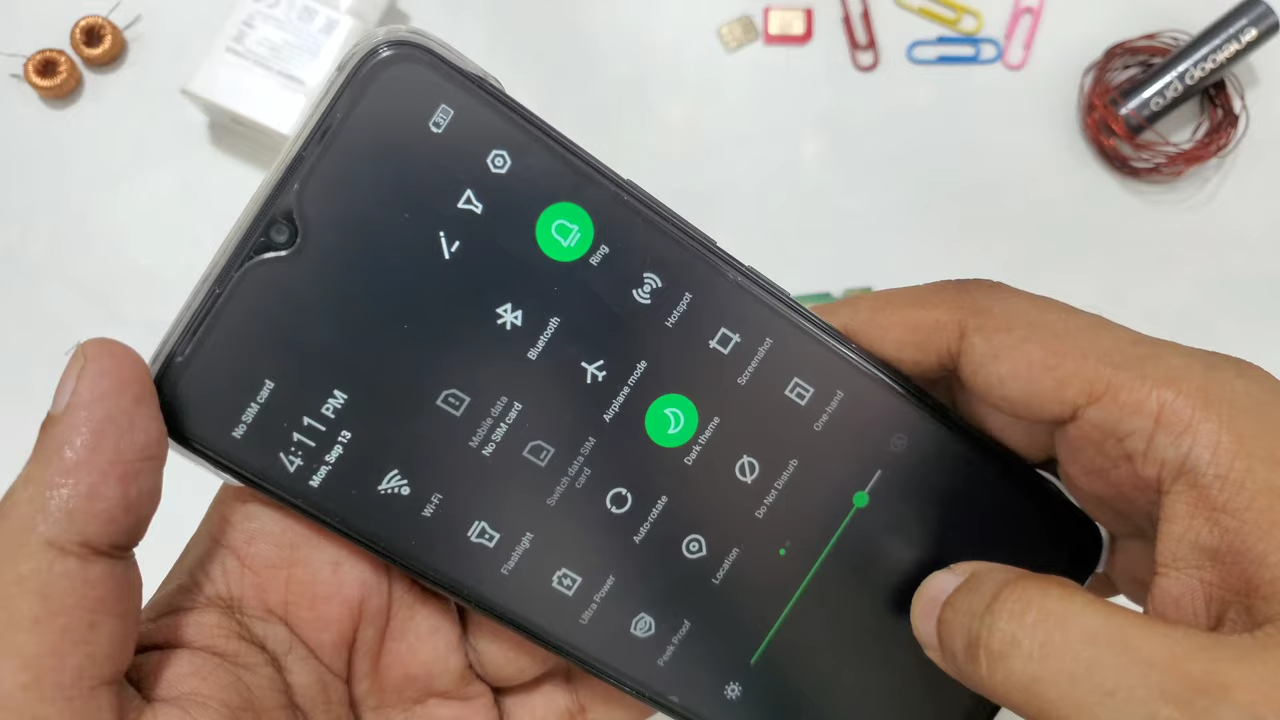 31
No SIM card
4:11 PM
Mon, Sep 13
Wi-Fi
Mobile data
No SIM card
Bluetooth
Ring
Flashlight
Switch data SIM
card
Airplane mode
Hotspot
Ultra Power
Auto-rotate
Dark theme
Screenshot
Peek Proof
Location
Do Not Disturb
One-hand
eneloop pro